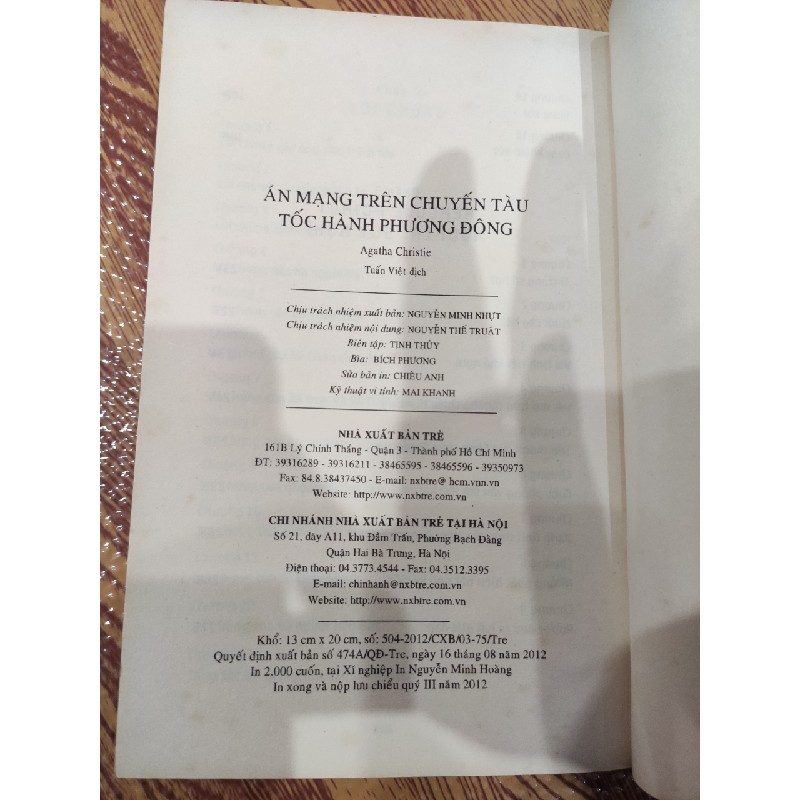 ÁN MẠNG TRÊN CHUYẾN TÀU
TỐC HÀNH PHƯƠNG ĐÔNG
Agatha Christie
Tuấn Việt dịch
Chịu trách nhiệm xuất bản: NGUYỄN MINH NHỰT
Chịu trách nhiệm nội dung: NGUYỄN THẾ TRUẬT
Biên tập: TỊNH THỦY
Bìa: BÍCH PHƯƠNG
Sửa bản in: CHIÊU ANH
Kỹ thuật vi tính: MAI KHANH
NHÀ XUẤT BẢN TRẺ
161B Lý Chính Thắng - Quận 3 - Thành phố Hồ Chí Minh
ĐT: 39316289 - 39316211 - 38465595 - 38465596 - 39350973
Fax: 84.8.38437450 - E-mail: nxbtre@ hcm.vnn.vn
Website: http://www.nxbtre.com.vn
CHI NHÁNH NHÀ XUẤT BẢN TRẺ TẠI HÀ NỘI
Số 21, dãy A11, khu Đầm Trấu, Phường Bạch Đằng
Quận Hai Bà Trưng, Hà Nội
Điện thoại: 04.3773.4544 - Fax: 04.3512.3395
E-mail: chinhanh@nxbtre.com.vn
Website: http://www.nxbtre.com.vn
Khổ: 13 cm x 20 cm, số: 504-2012/CXB/03-75/Tre
Quyết định xuất bản số 474A/QĐ-Tre, ngày 16 tháng 08 năm 2012
In 2.000 cuốn, tại Xí nghiệp In Nguyễn Minh Hoàng
In xong và nộp lưu chiểu quý III năm 2012